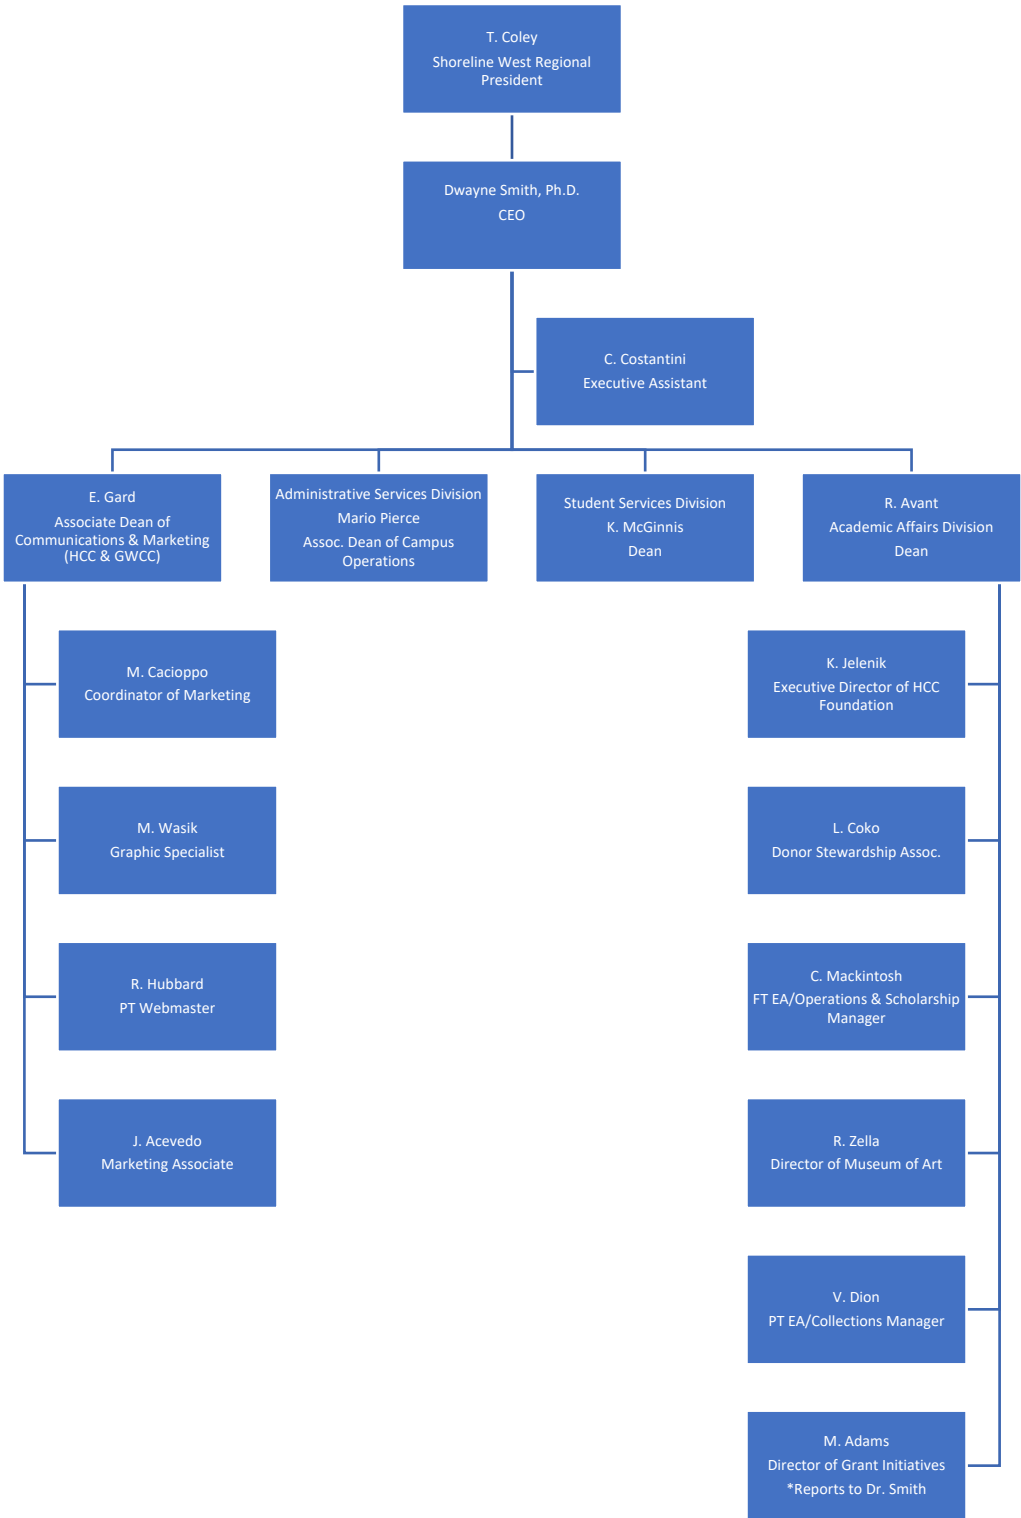 T. Coley
Shoreline West Regional
President
Dwayne Smith, Ph.D.
CEO
C. Costantini
Executive Assistant
E. Gard
Associate Dean of
Communications & Marketing
(HCC & GWCC)
Administrative Services Division
Mario Pierce
Assoc. Dean of Campus
Operations
Student Services Division
K. McGinnis
Dean
R. Avant
Academic Affairs Division
Dean
M. Cacioppo
Coordinator of Marketing
K. Jelenik
Executive Director of HCC
Foundation
M. Wasik
Graphic Specialist
L. Coko
Donor Stewardship Assoc.
R. Hubbard
PT Webmaster
C. Mackintosh
FT EA/Operations & Scholarship
Manager
J. Acevedo
Marketing Associate
R. Zella
Director of Museum of Art
V. Dion
PT EA/Collections Manager
M. Adams
Director of Grant Initiatives
*Reports to Dr. Smith